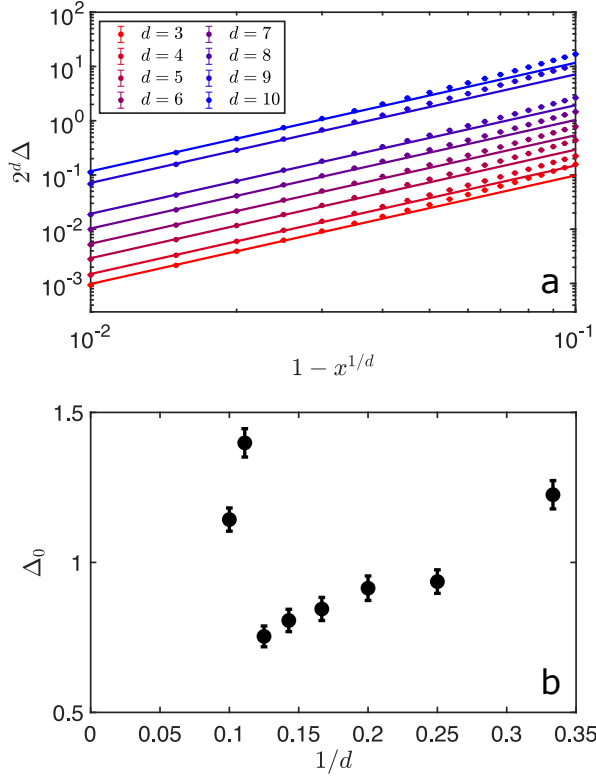 10^2
10^1
10^0
10^-1
10^-2
10^-3
2^d Δ
d = 3 d = 7
d = 4 d = 8
d = 5 d = 9
d = 6 d = 10
a
10^-2 10^-1
1 − x^{1/d}
1.5
1
0.5
Δ_0
b
0 0.05 0.1 0.15 0.2 0.25 0.3 0.35
1/d